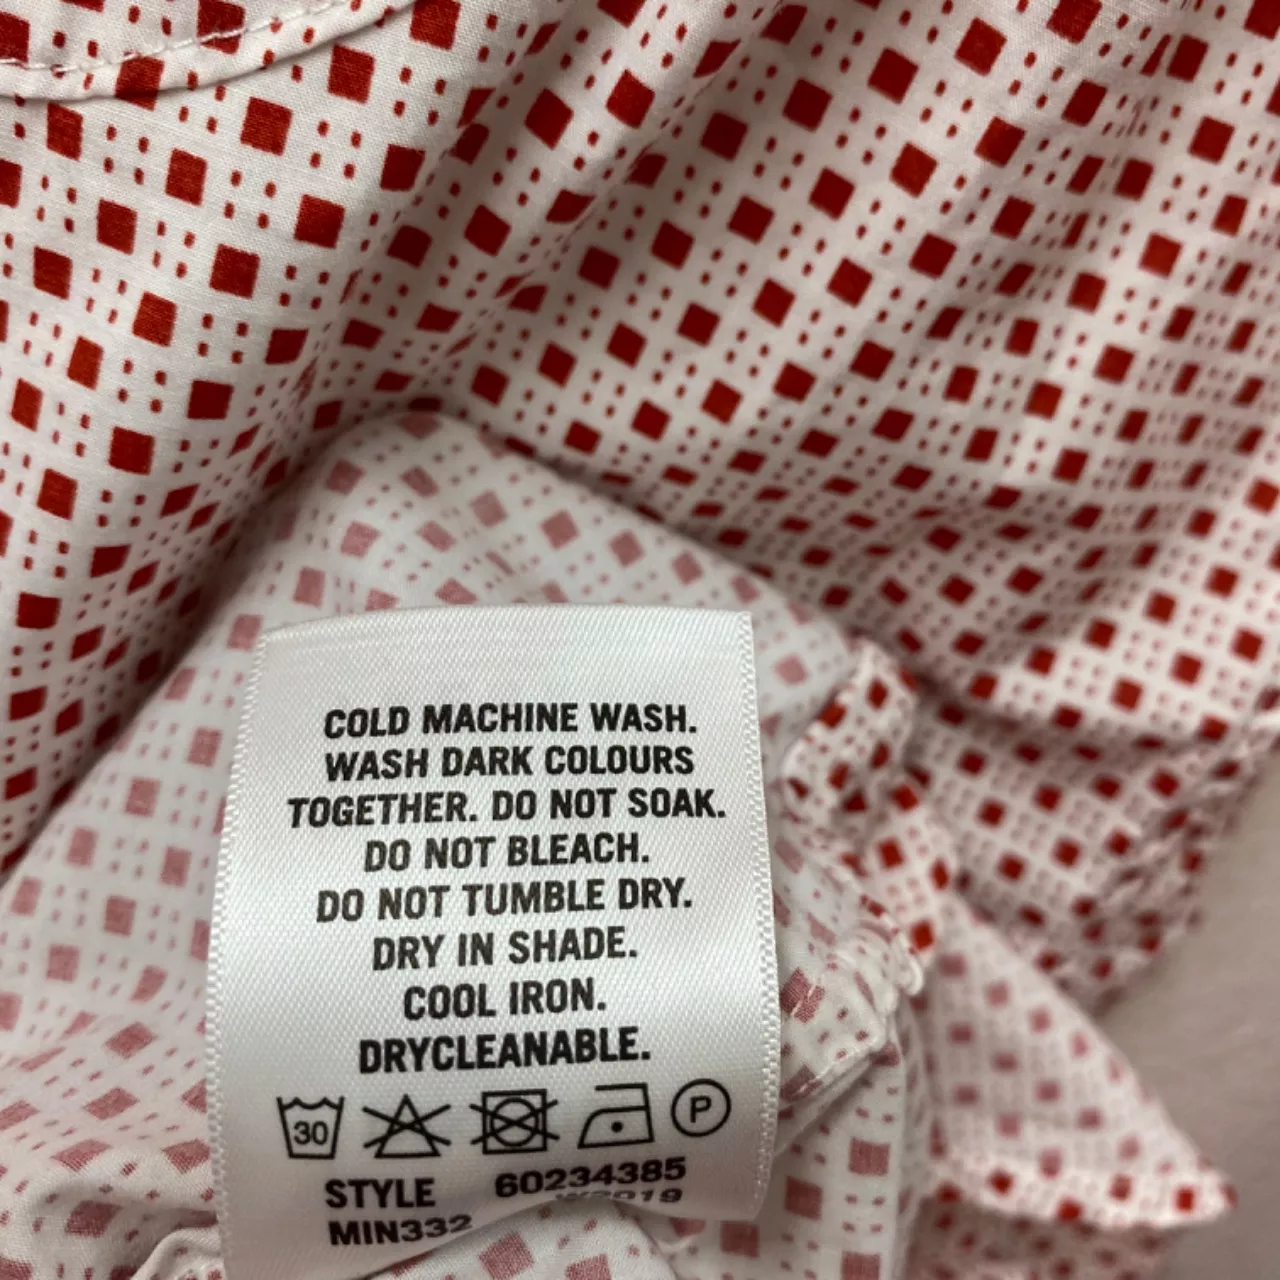 COLD MACHINE WASH.
WASH DARK COLOURS
TOGETHER. DO NOT SOAK.
DO NOT BLEACH.
DO NOT TUMBLE DRY.
DRY IN SHADE.
COOL IRON.
DRYCLEANABLE.
30 P
STYLE 60234385
MIN332